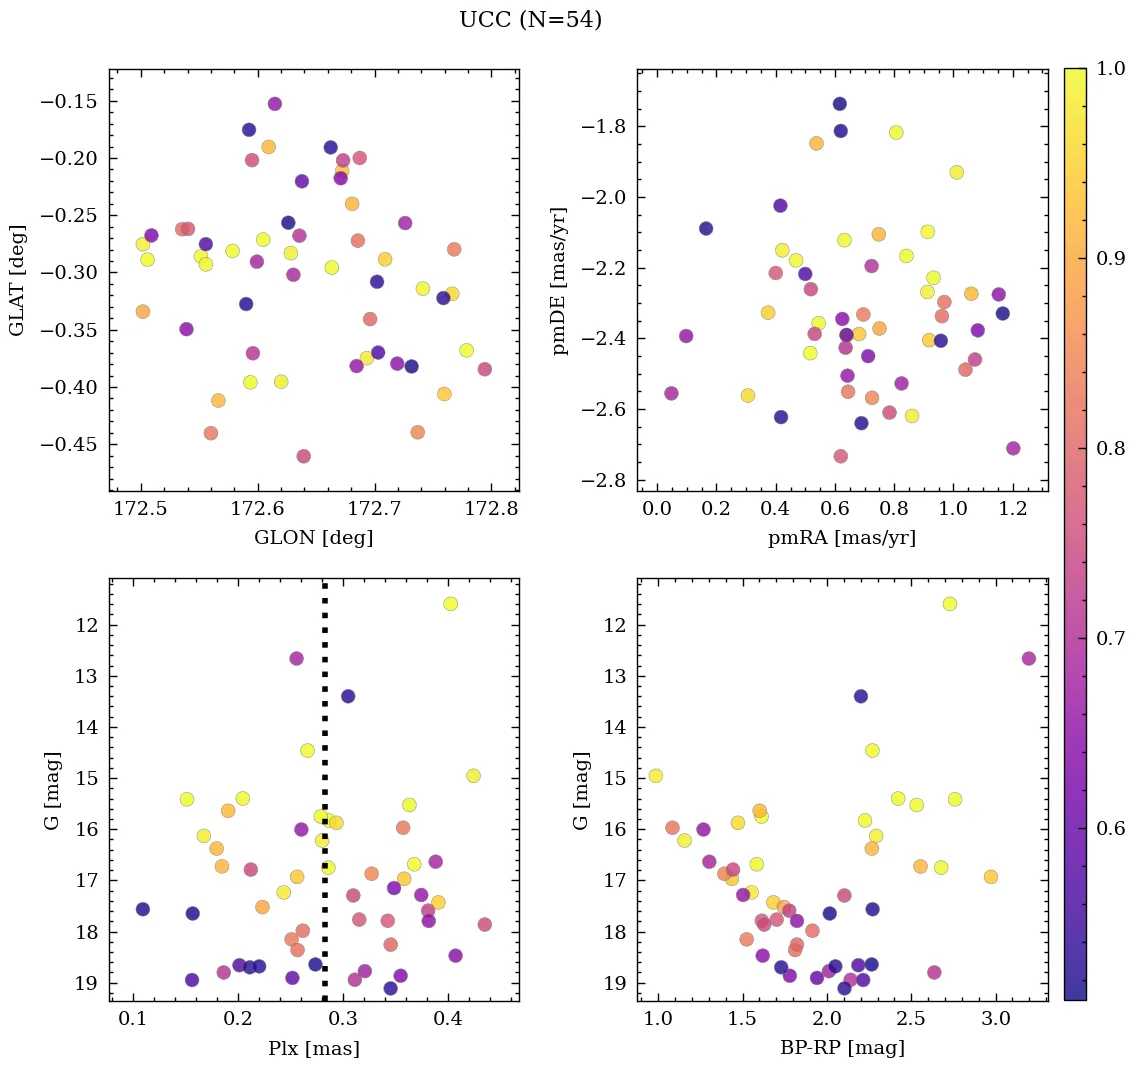 UCC (N=54)
−0.15
−0.20
−0.25
−0.30
−0.35
−0.40
−0.45
GLAT [deg]
172.5 172.6 172.7 172.8
GLON [deg]
−1.8
−2.0
−2.2
−2.4
−2.6
−2.8
pmDE [mas/yr]
0.0 0.2 0.4 0.6 0.8 1.0 1.2
pmRA [mas/yr]
12
13
14
15
16
17
18
19
G [mag]
0.1 0.2 0.3 0.4
Plx [mas]
12
13
14
15
16
17
18
19
G [mag]
1.0 1.5 2.0 2.5 3.0
BP-RP [mag]
1.0
0.9
0.8
0.7
0.6